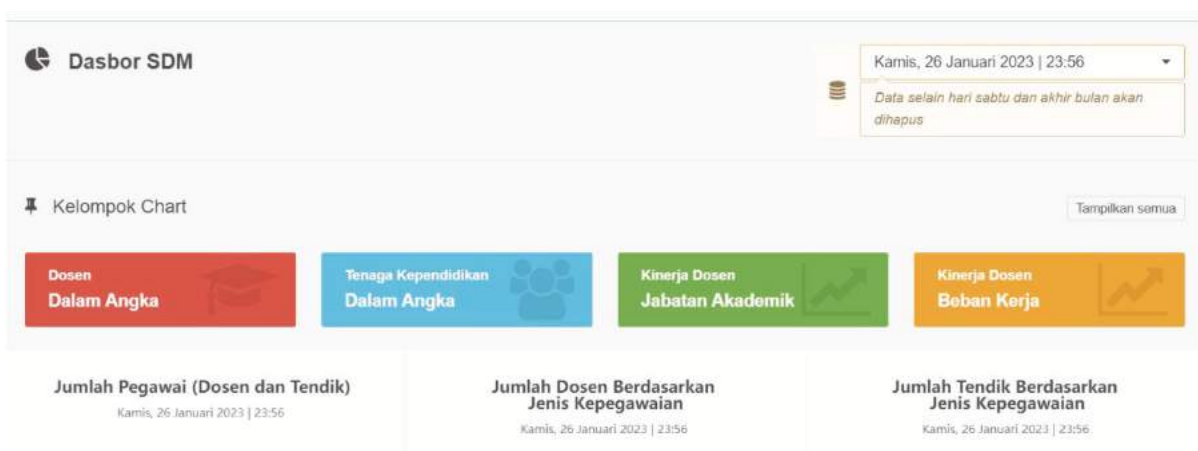 Dasbor SDM
Kamis, 26 Januari 2023 | 23:56
Data selain hari sabtu dan akhir bulan akan
dihapus
Kelompok Chart
Tampilkan semua
Dosen
Dalam Angka
Tenaga Kependidikan
Dalam Angka
Kinerja Dosen
Jabatan Akademik
Kinerja Dosen
Beban Kerja
Jumlah Pegawai (Dosen dan Tendik)
Kamis, 26 Januari 2023 | 23:56
Jumlah Dosen Berdasarkan
Jenis Kepegawaian
Kamis, 26 Januari 2023 | 23:56
Jumlah Tendik Berdasarkan
Jenis Kepegawaian
Kamis, 26 Januari 2023 | 23:56